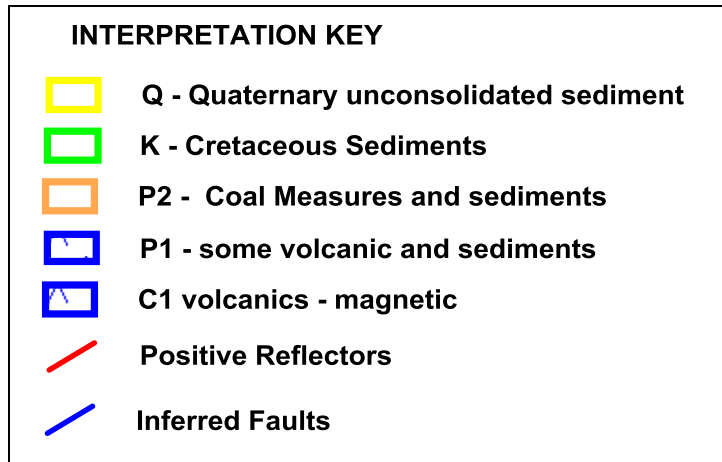 INTERPRETATION KEY
Q - Quaternary unconsolidated sediment
K - Cretaceous Sediments
P2 - Coal Measures and sediments
P1 - some volcanic and sediments
C1 volcanics - magnetic
Positive Reflectors
Inferred Faults